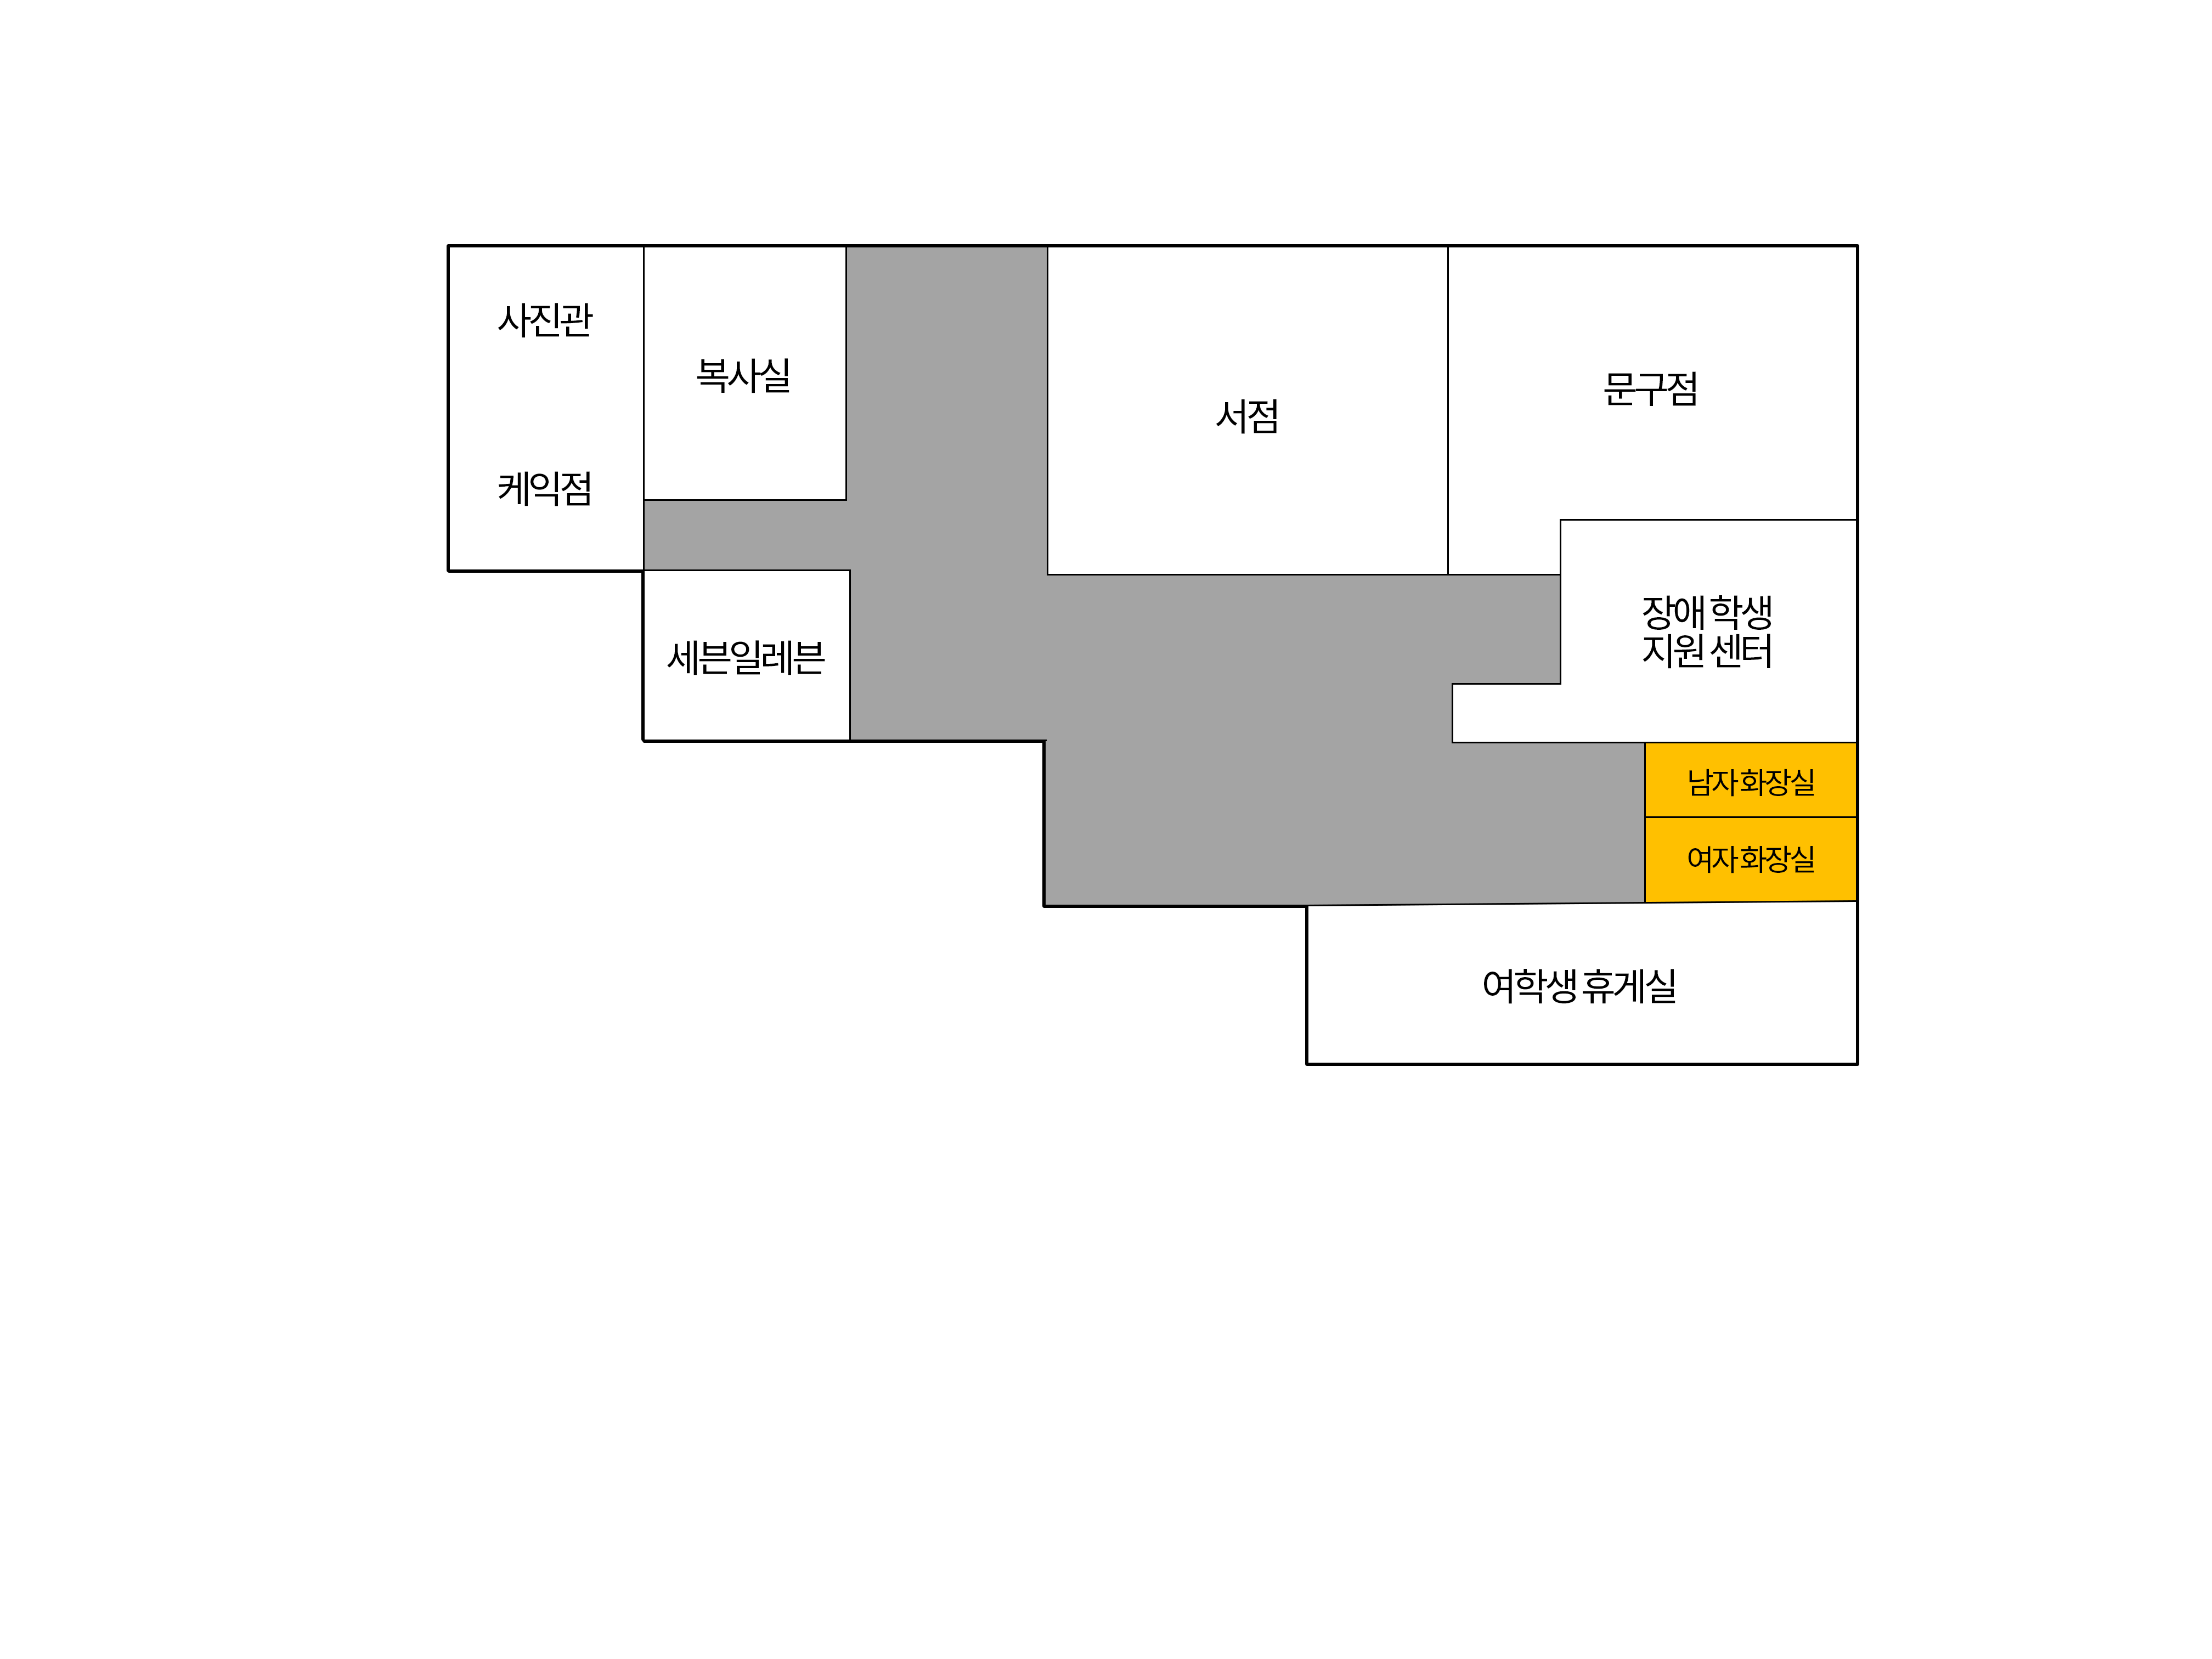 사진관
복사실
문구점
서점
케익점
장애 학생
지원 센터
세븐일레븐
남자 화장실
여자 화장실
여학생 휴게실